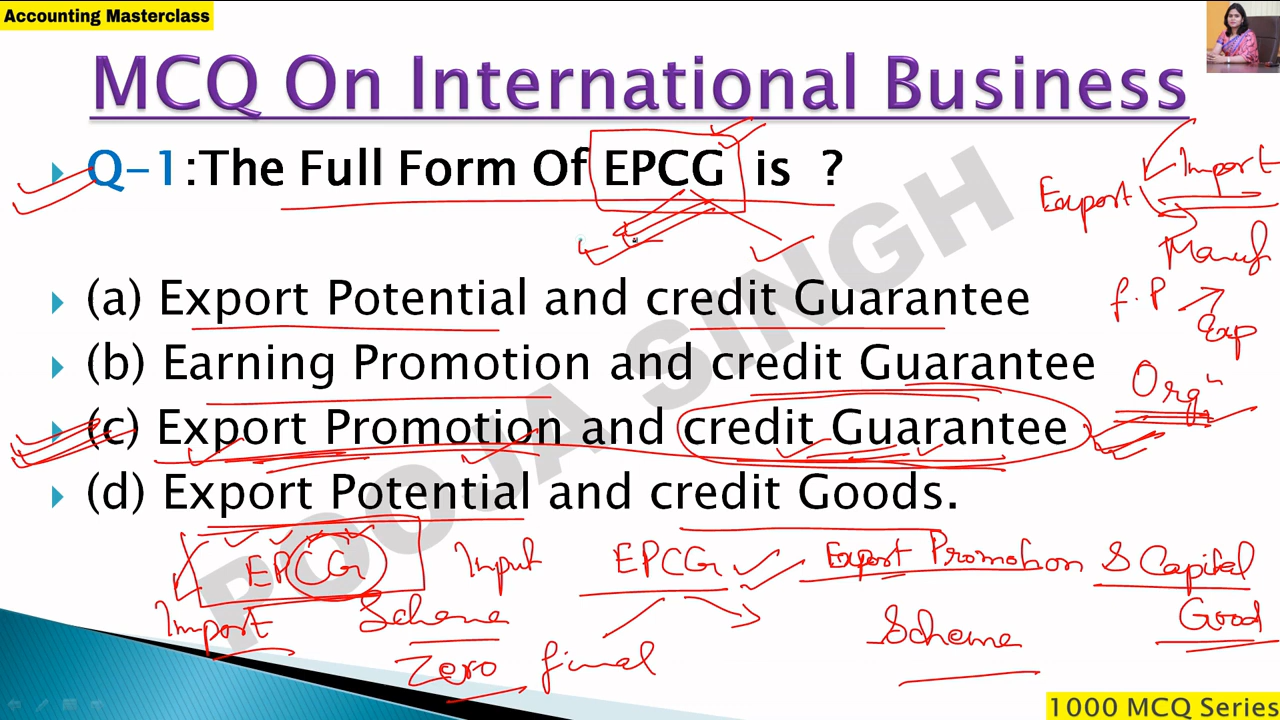 Accounting Masterclass
MCQ On International Business
Q-1:The Full Form Of EPCG is ?
Import
Export
Manuf
(a) Export Potential and credit Guarantee
f.P
Exp
(b) Earning Promotion and credit Guarantee
Orgn
(c) Export Promotion and credit Guarantee
(d) Export Potential and credit Goods.
POOJA SINGH
EPCG Input EPCG Export Promotion & Capital
Import Scheme Scheme Good
Zero final
1000 MCQ Series